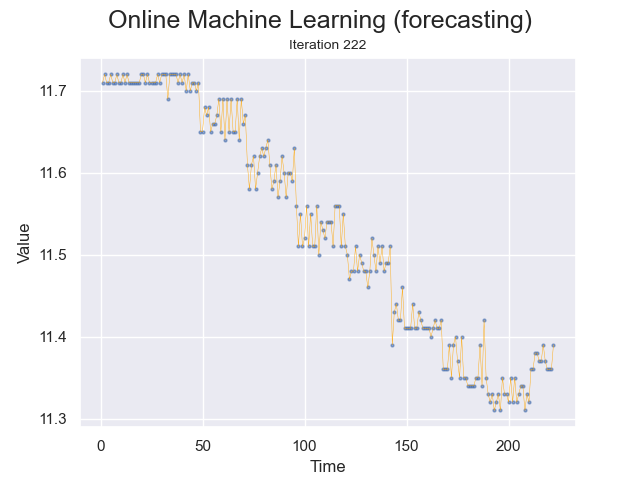 Online Machine Learning (forecasting)
Iteration 222
11.7
11.6
11.5
11.4
11.3
Value
0 50 100 150 200
Time